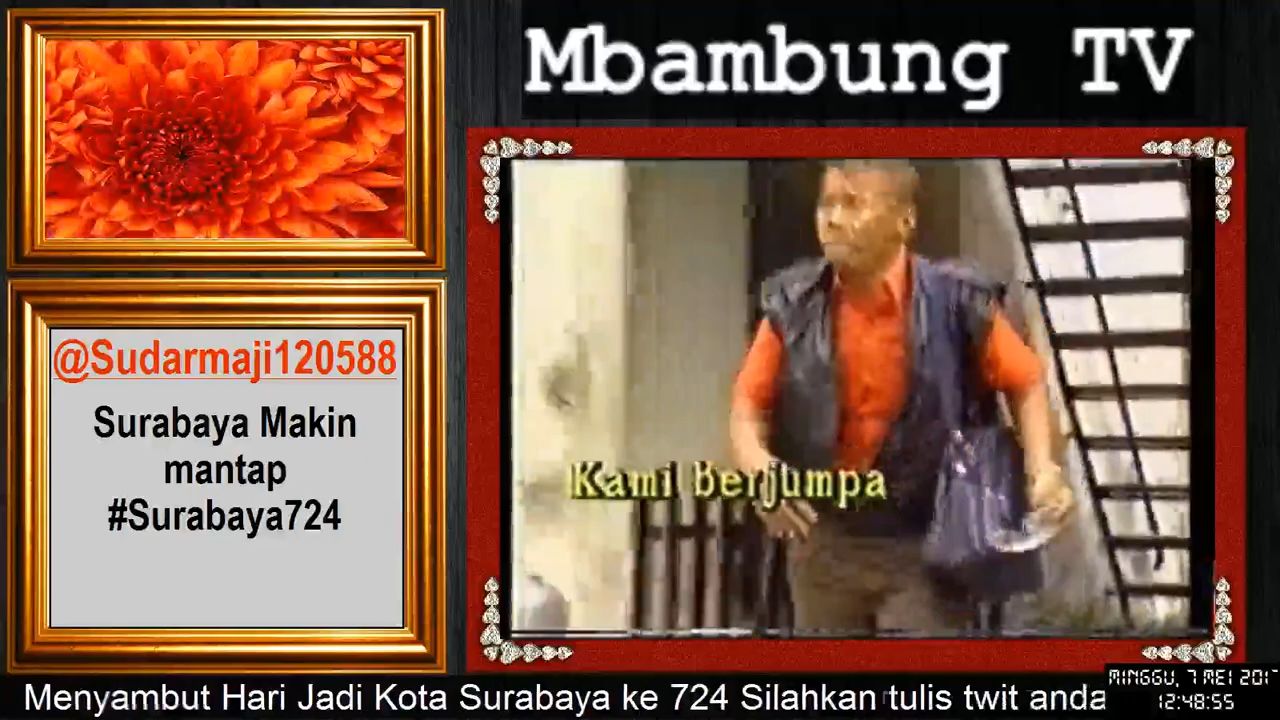 Mbambung TV
@Sudarmaji120588
Surabaya Makin
mantap
#Surabaya724
Kami berjumpa
Menyambut Hari Jadi Kota Surabaya ke 724 Silahkan tulis twit anda
MINGGU, 7 MEI 2017
12:48:55